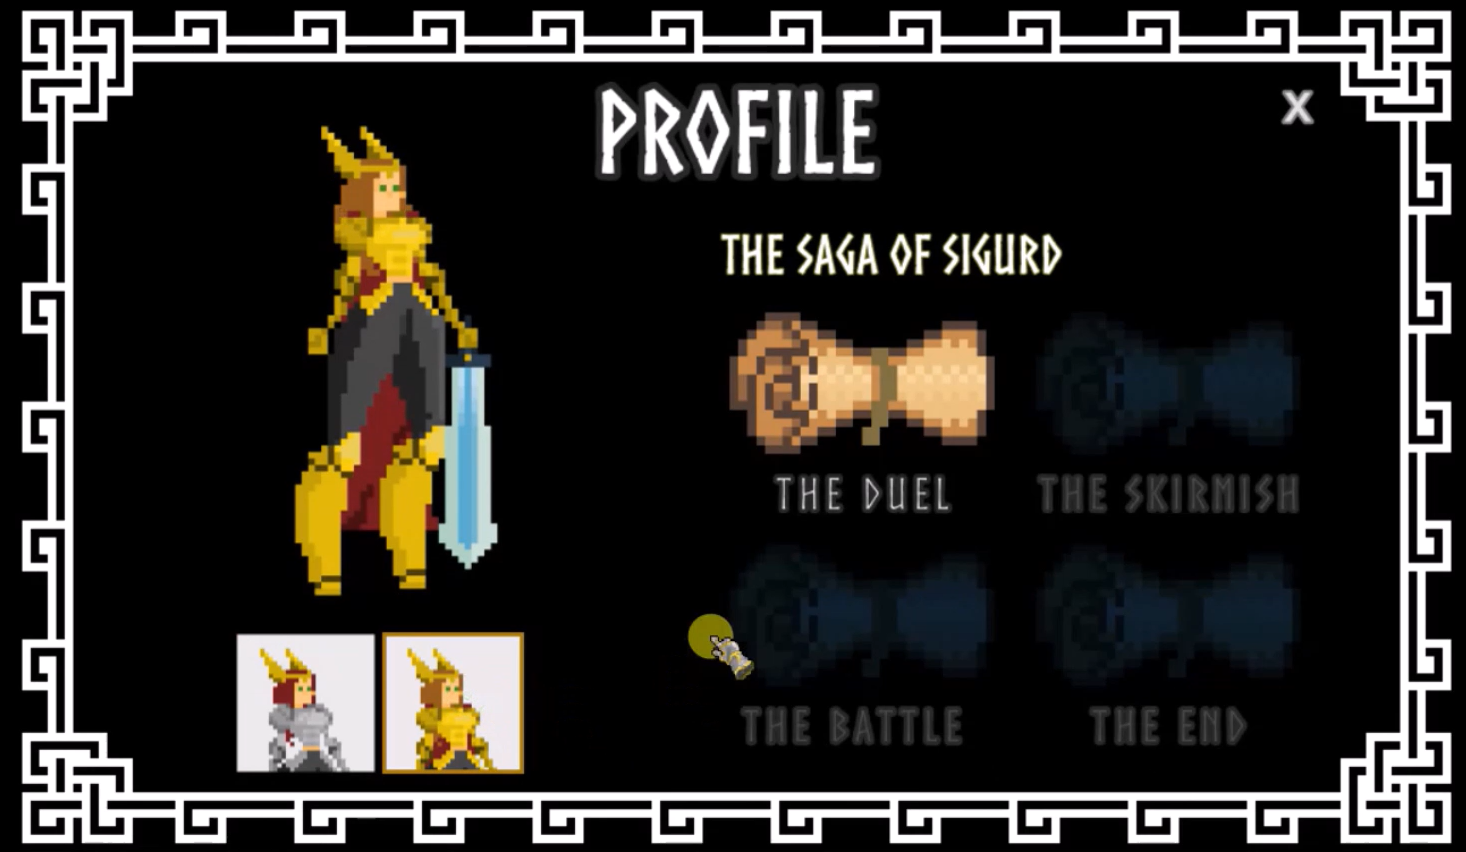 PROFILE
X
THE SAGA OF SIGURD
THE DUEL
THE SKIRMISH
THE BATTLE
THE END